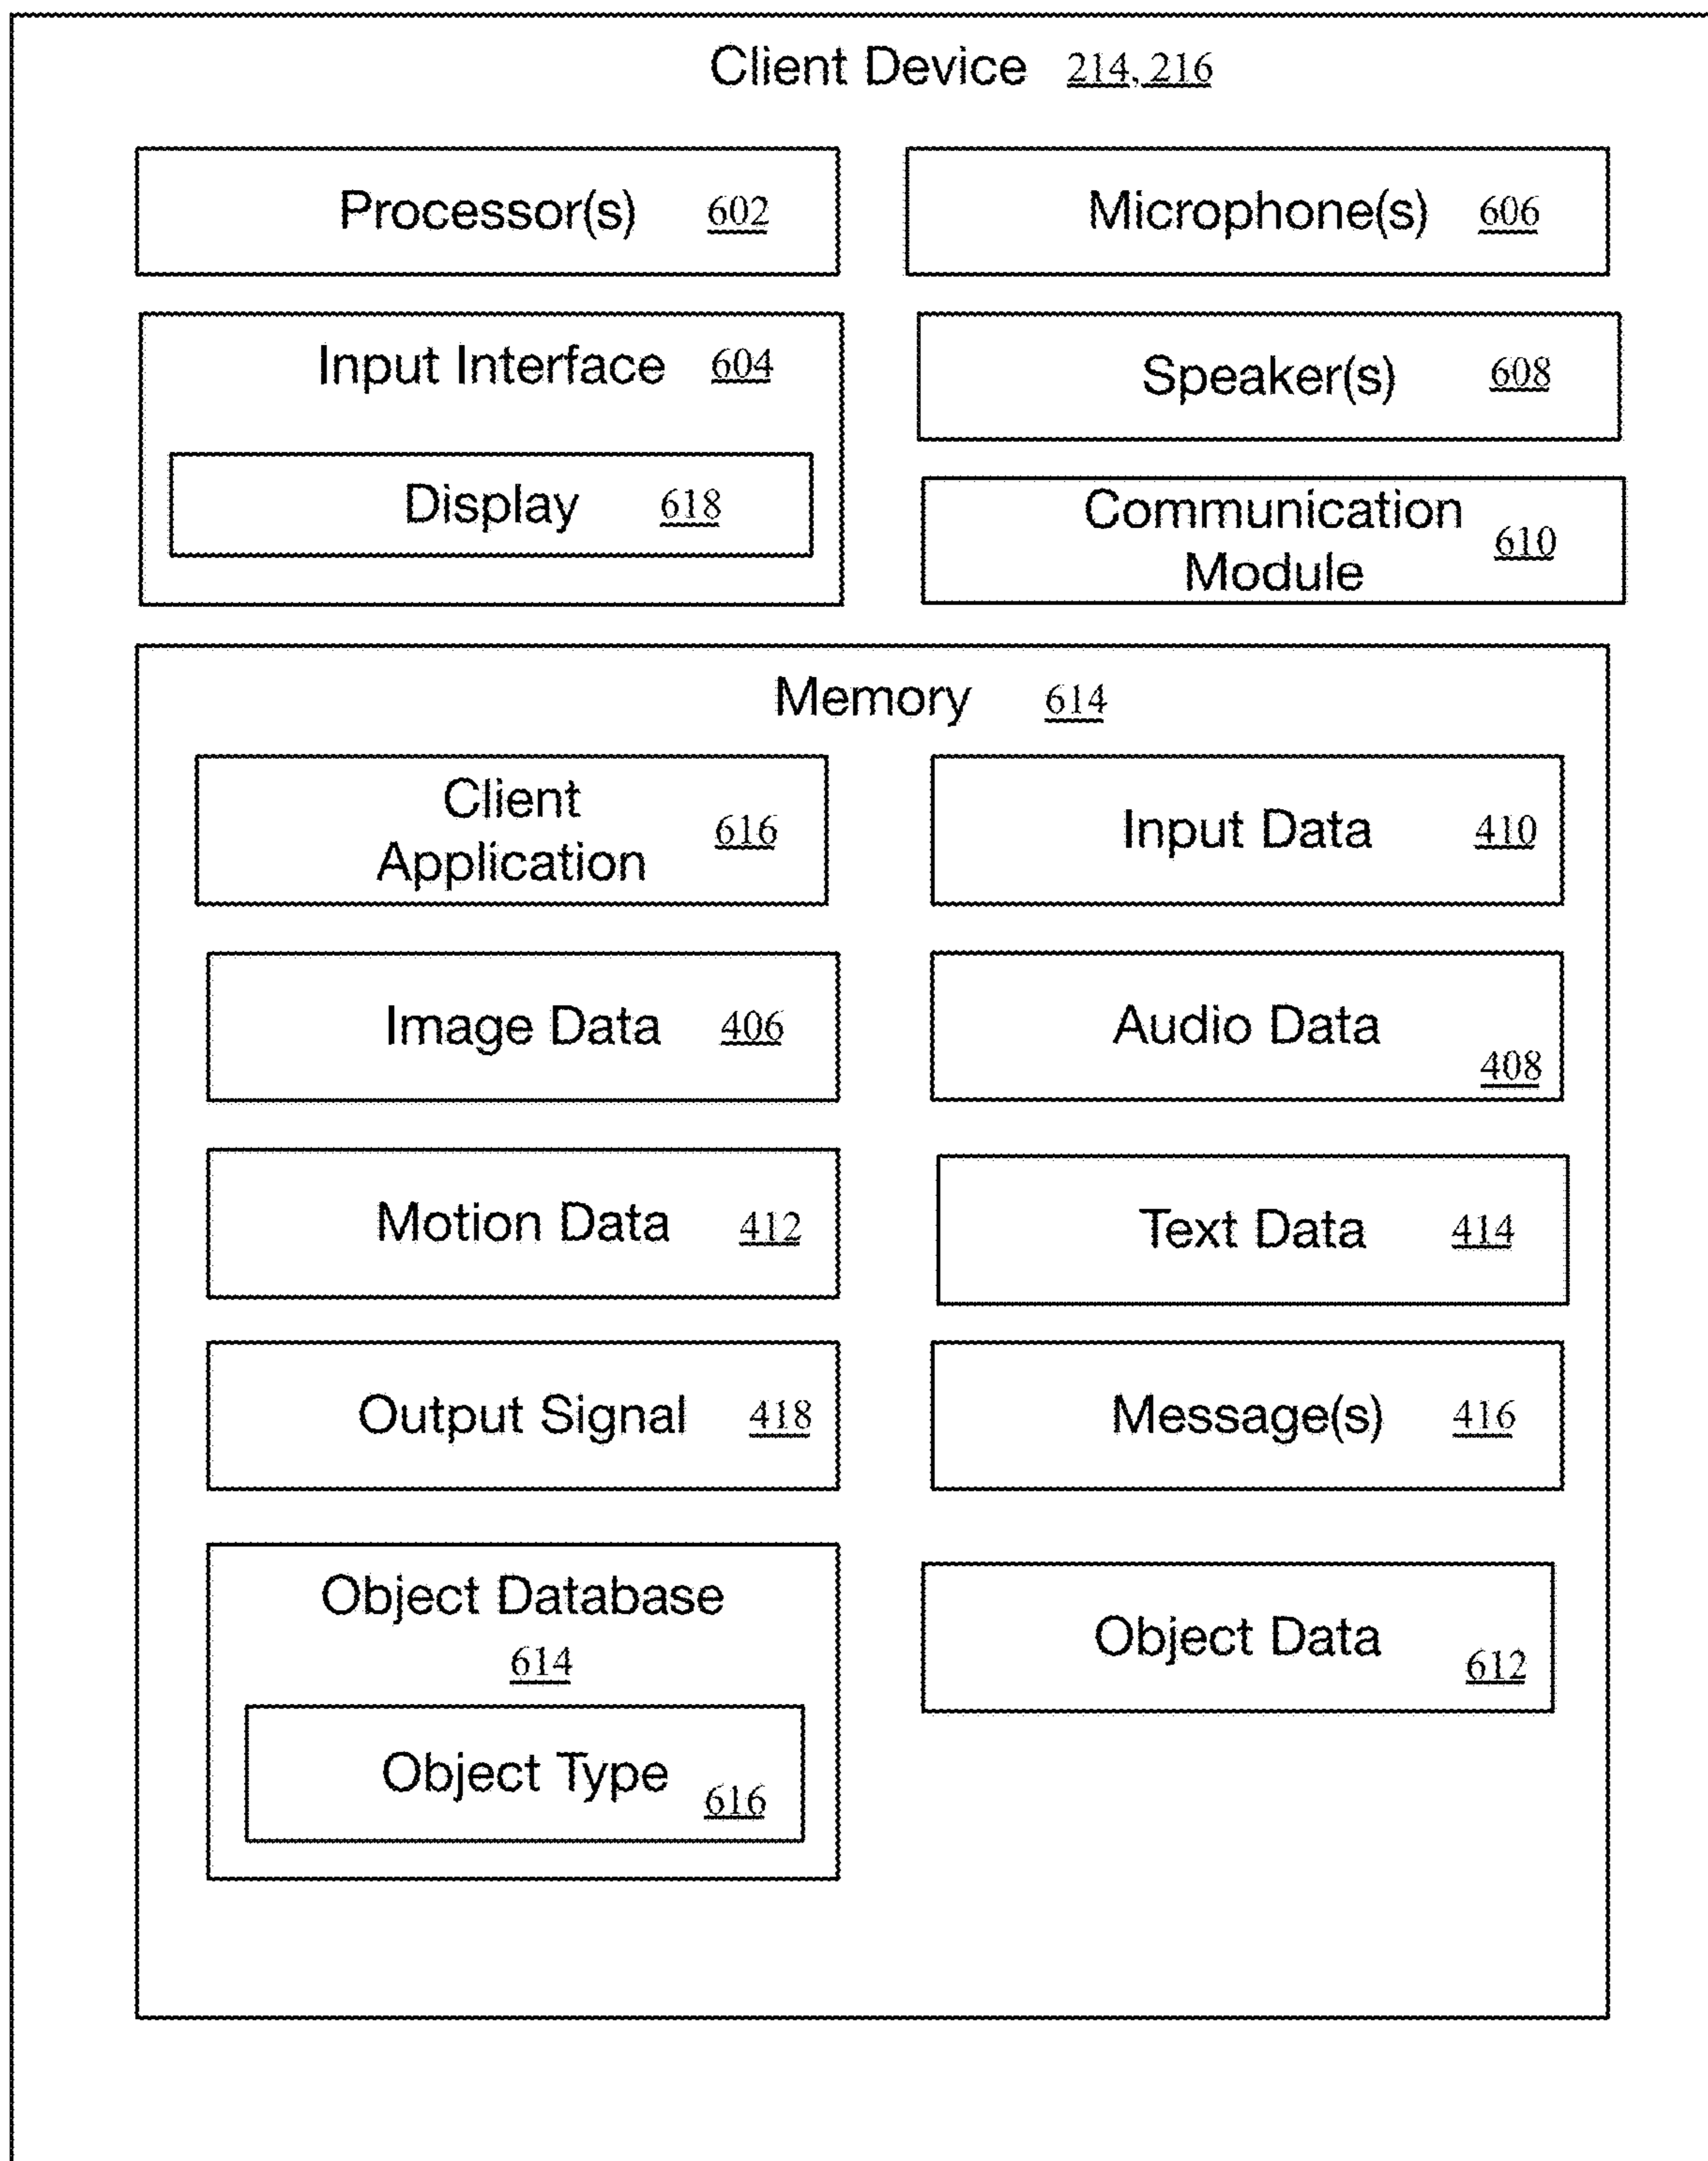 Client Device 214, 216
Processor(s) 602
Microphone(s) 606
Input Interface 604
Speaker(s) 608
Display 618
Communication
Module 610
Memory 614
Client
Application 616
Input Data 410
Image Data 406
Audio Data
408
Motion Data 412
Text Data 414
Output Signal 418
Message(s) 416
Object Database
614
Object Type
616
Object Data
612